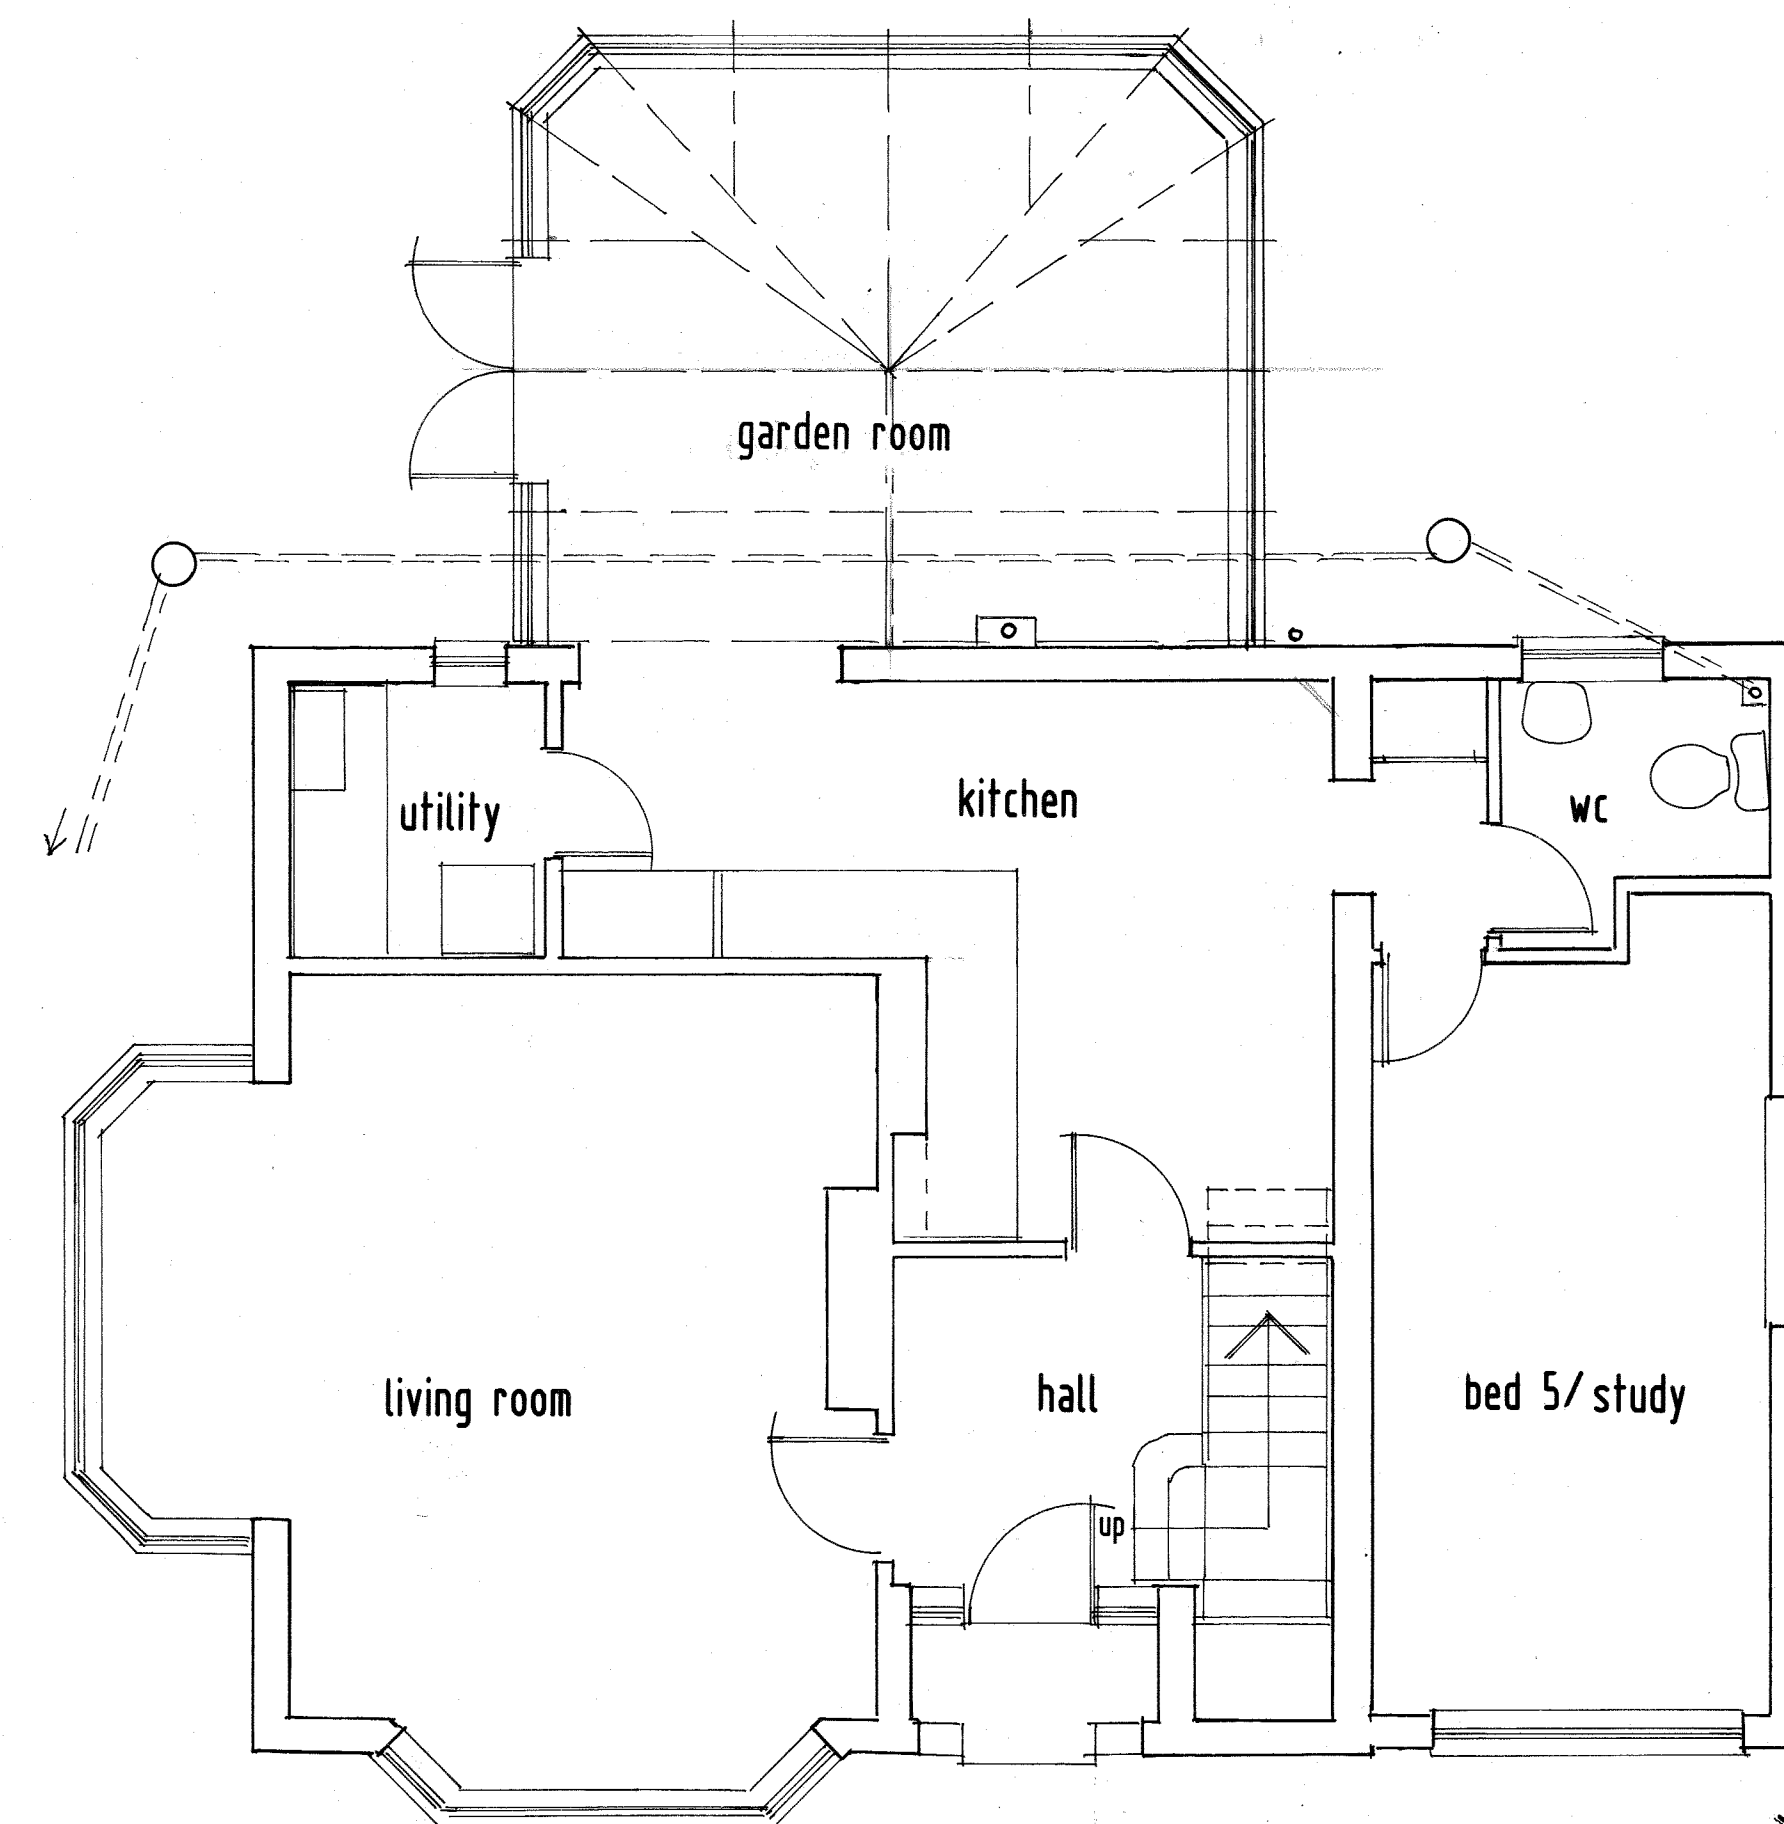 garden room
utility
kitchen
wc
living room
hall
bed 5/ study
up